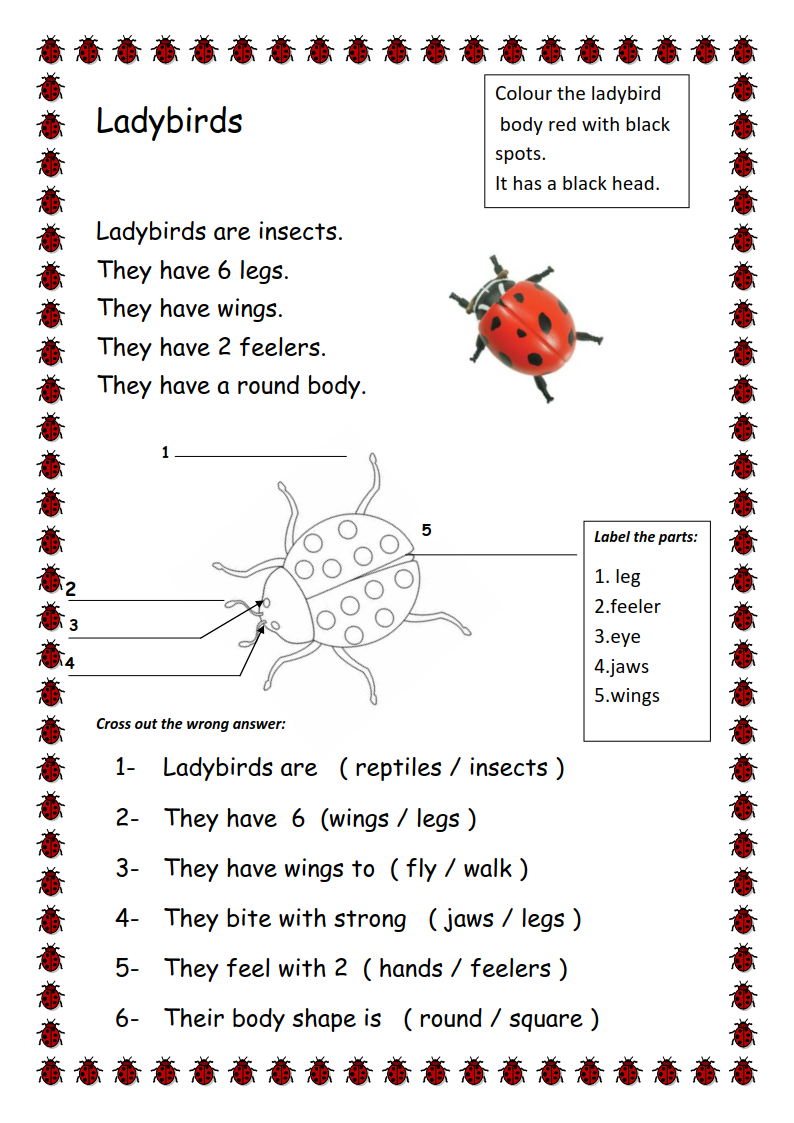 Ladybirds
Colour the ladybird
body red with black
spots.
It has a black head.
Ladybirds are insects.
They have 6 legs.
They have wings.
They have 2 feelers.
They have a round body.
1
5
2
3
4
Label the parts:
1. leg
2.feeler
3.eye
4.jaws
5.wings
Cross out the wrong answer:
1- Ladybirds are ( reptiles / insects )
2- They have 6 (wings / legs )
3- They have wings to ( fly / walk )
4- They bite with strong ( jaws / legs )
5- They feel with 2 ( hands / feelers )
6- Their body shape is ( round / square )